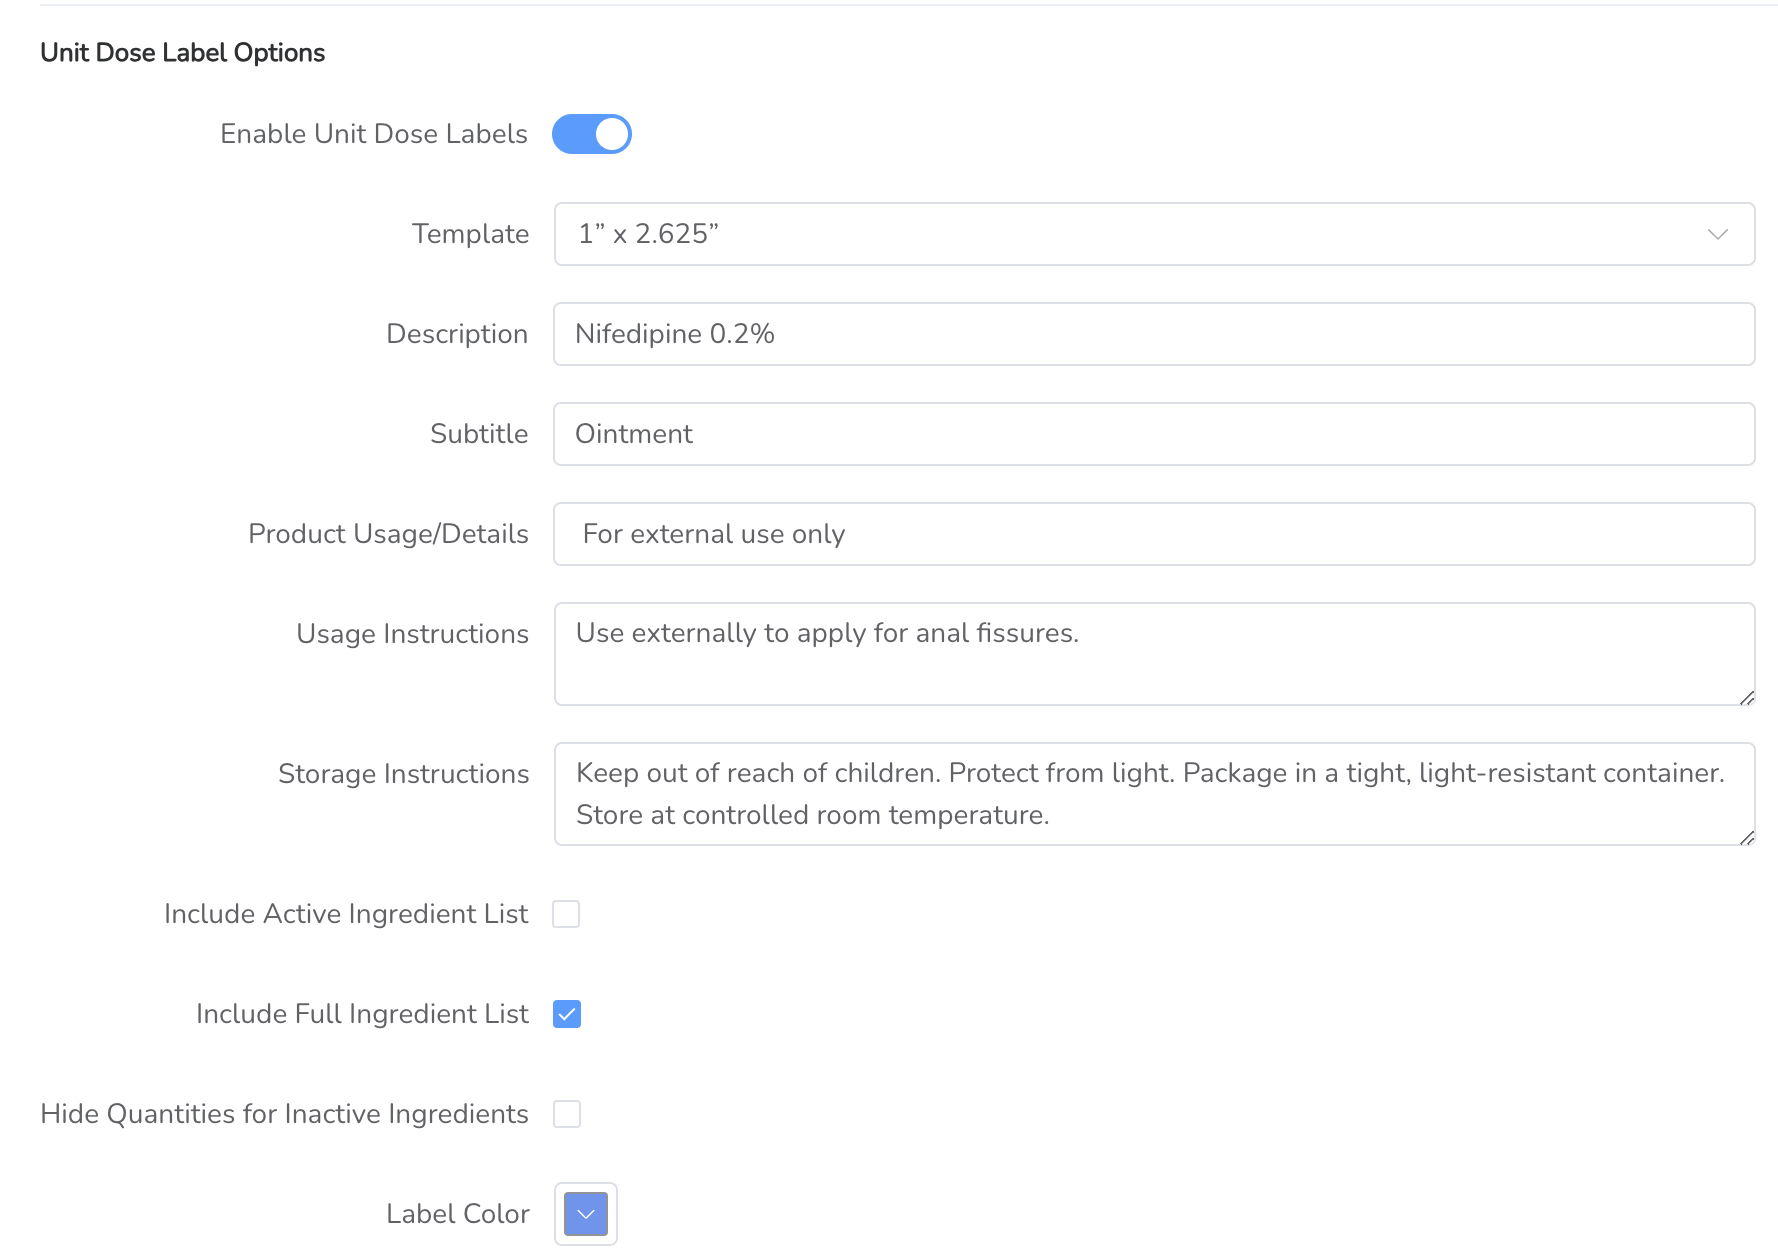 Unit Dose Label Options
Enable Unit Dose Labels
Template
1” x 2.625”
Description
Nifedipine 0.2%
Subtitle
Ointment
Product Usage/Details
For external use only
Usage Instructions
Use externally to apply for anal fissures.
Storage Instructions
Keep out of reach of children. Protect from light. Package in a tight, light-resistant container.
Store at controlled room temperature.
Include Active Ingredient List
Include Full Ingredient List
Hide Quantities for Inactive Ingredients
Label Color